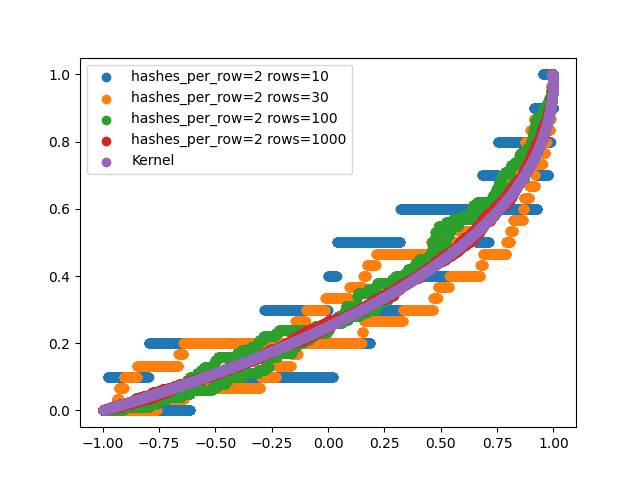 hashes_per_row=2 rows=10
hashes_per_row=2 rows=30
hashes_per_row=2 rows=100
hashes_per_row=2 rows=1000
Kernel
1.0
0.8
0.6
0.4
0.2
0.0
−1.00 −0.75 −0.50 −0.25 0.00 0.25 0.50 0.75 1.00